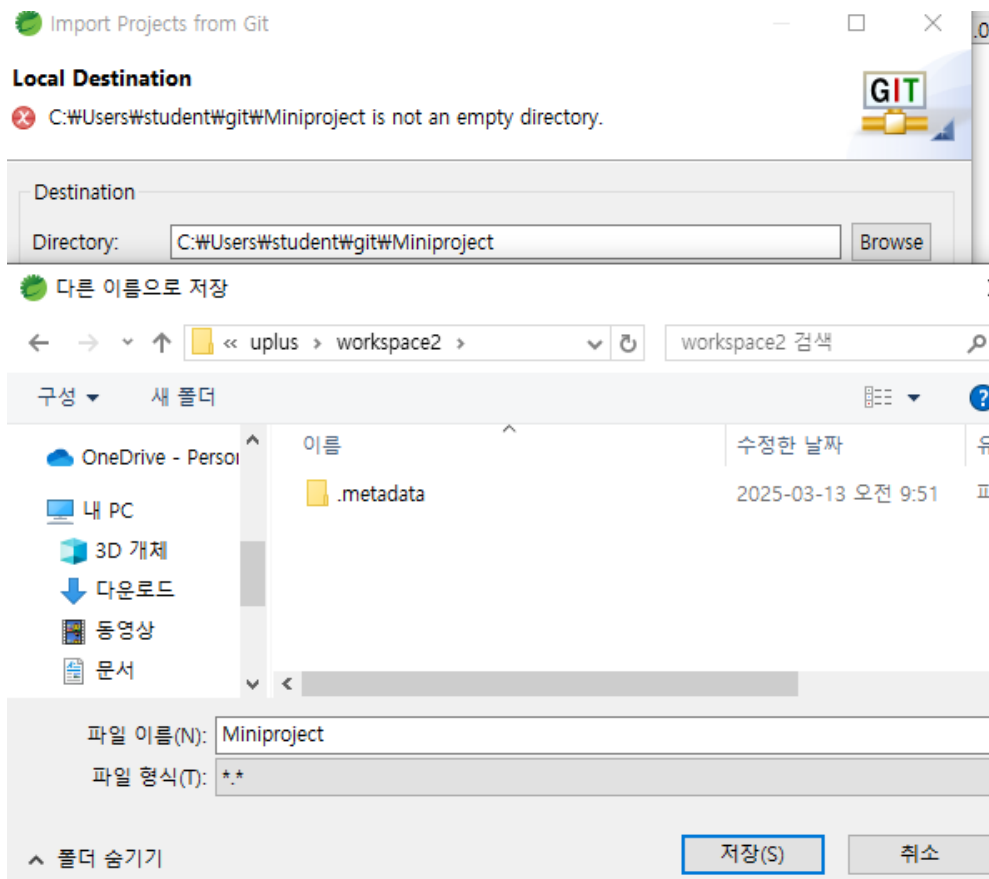 Import Projects from Git
Local Destination
GIT
C:₩Users₩student₩git₩Miniproject is not an empty directory.
Destination
Directory: C:₩Users₩student₩git₩Miniproject Browse
다른 이름으로 저장
« uplus › workspace2 › workspace2 검색
구성 새 폴더
이름 수정한 날짜
OneDrive - Person
.metadata 2025-03-13 오전 9:51
내 PC
3D 개체
다운로드
동영상
문서
파일 이름(N): Miniproject
파일 형식(T): *.*
폴더 숨기기 저장(S) 취소